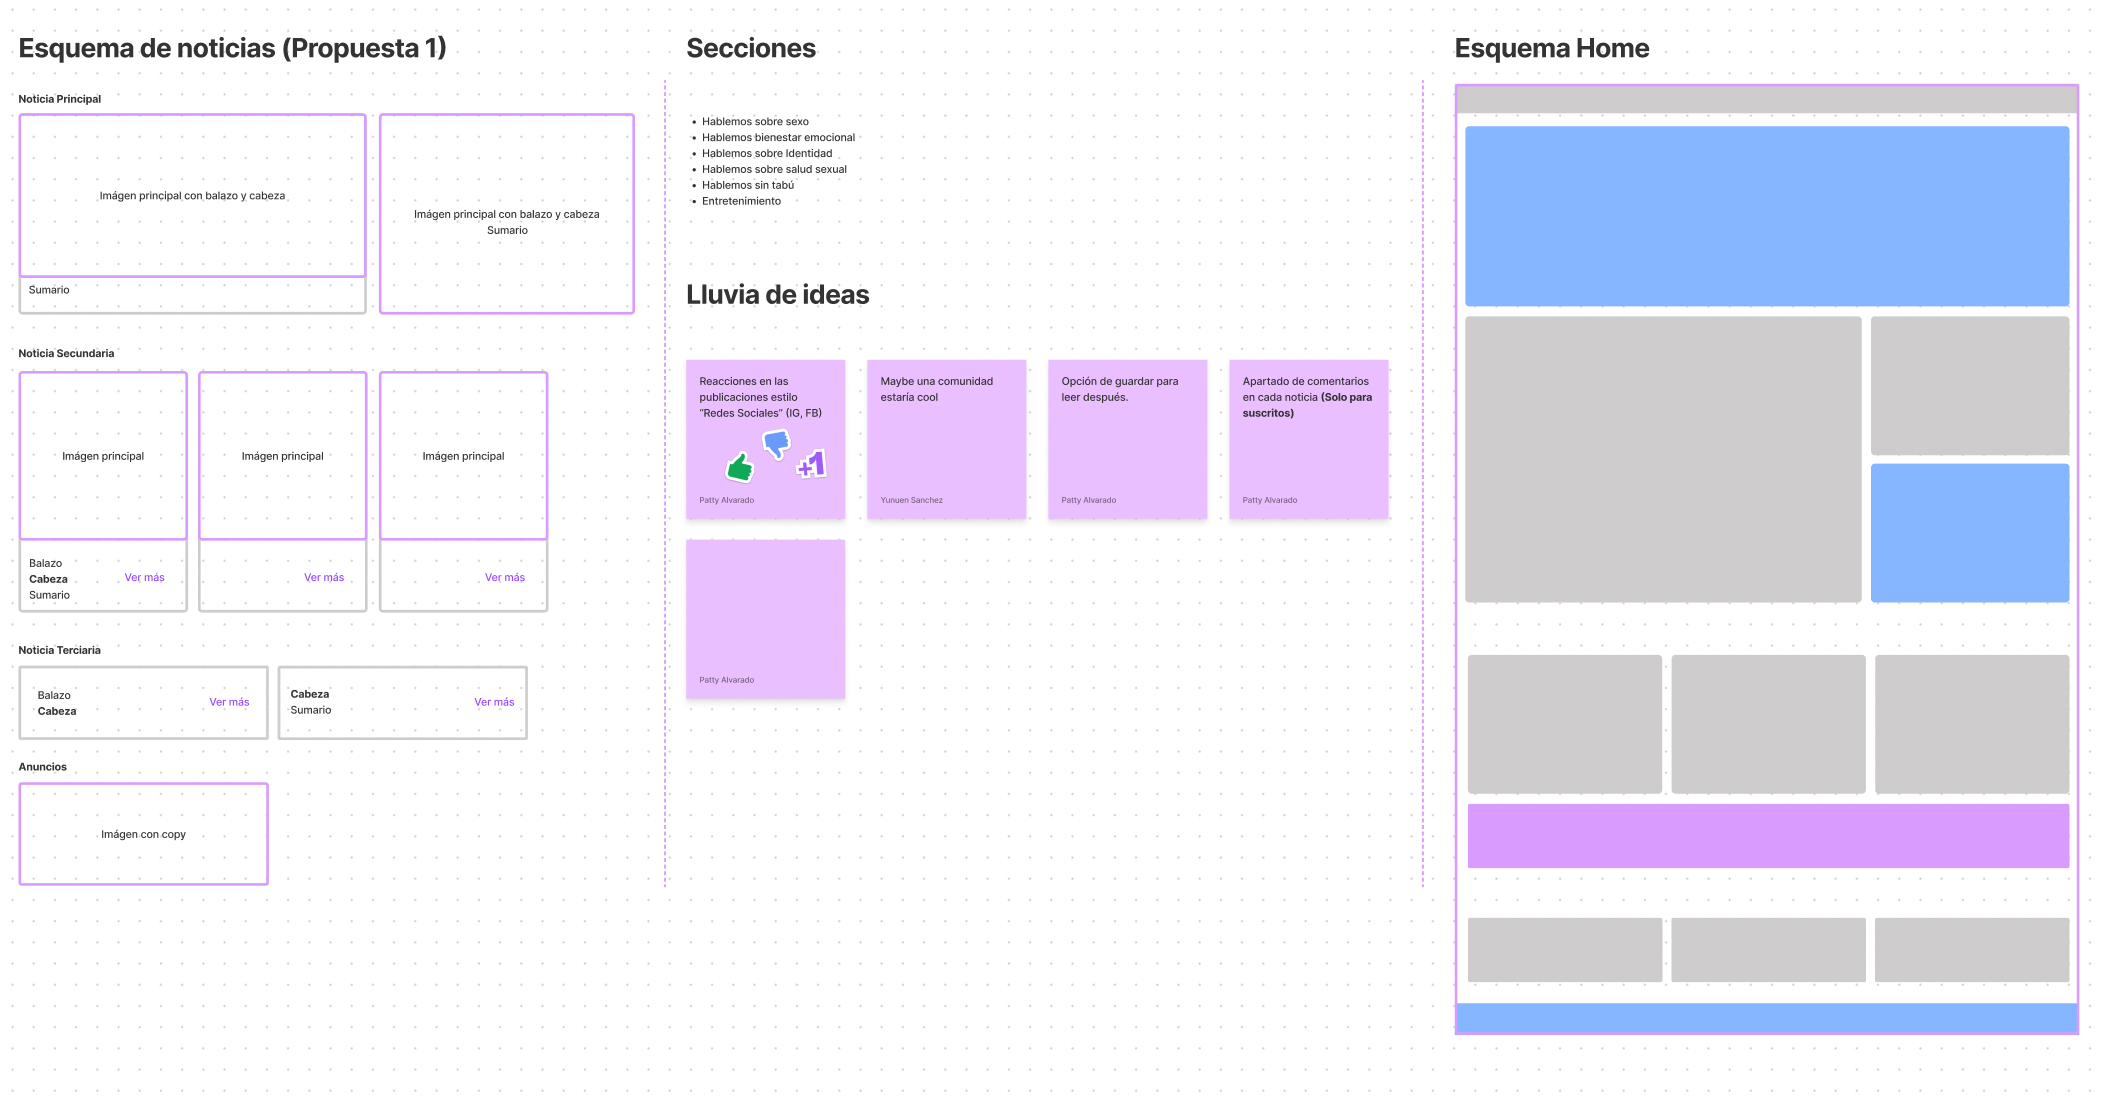 Esquema de noticias (Propuesta 1)
Noticia Principal
Imágen principal con balazo y cabeza
Sumario
Imágen principal con balazo y cabeza
Sumario
Noticia Secundaria
Imágen principal
Imágen principal
Imágen principal
Balazo
Cabeza
Sumario
Ver más
Ver más
Ver más
Noticia Terciaria
Balazo
Cabeza
Ver más
Cabeza
Sumario
Ver más
Anuncios
Imágen con copy
Secciones
• Hablemos sobre sexo
• Hablemos bienestar emocional
• Hablemos sobre Identidad
• Hablemos sobre salud sexual
• Hablemos sin tabú
• Entretenimiento
Lluvia de ideas
Reacciones en las
publicaciones estilo
"Redes Sociales" (IG, FB)
+1
Patty Alvarado
Maybe una comunidad
estaría cool
Yunuen Sanchez
Opción de guardar para
leer después.
Patty Alvarado
Apartado de comentarios
en cada noticia (Solo para
suscritos)
Patty Alvarado
Patty Alvarado
Esquema Home